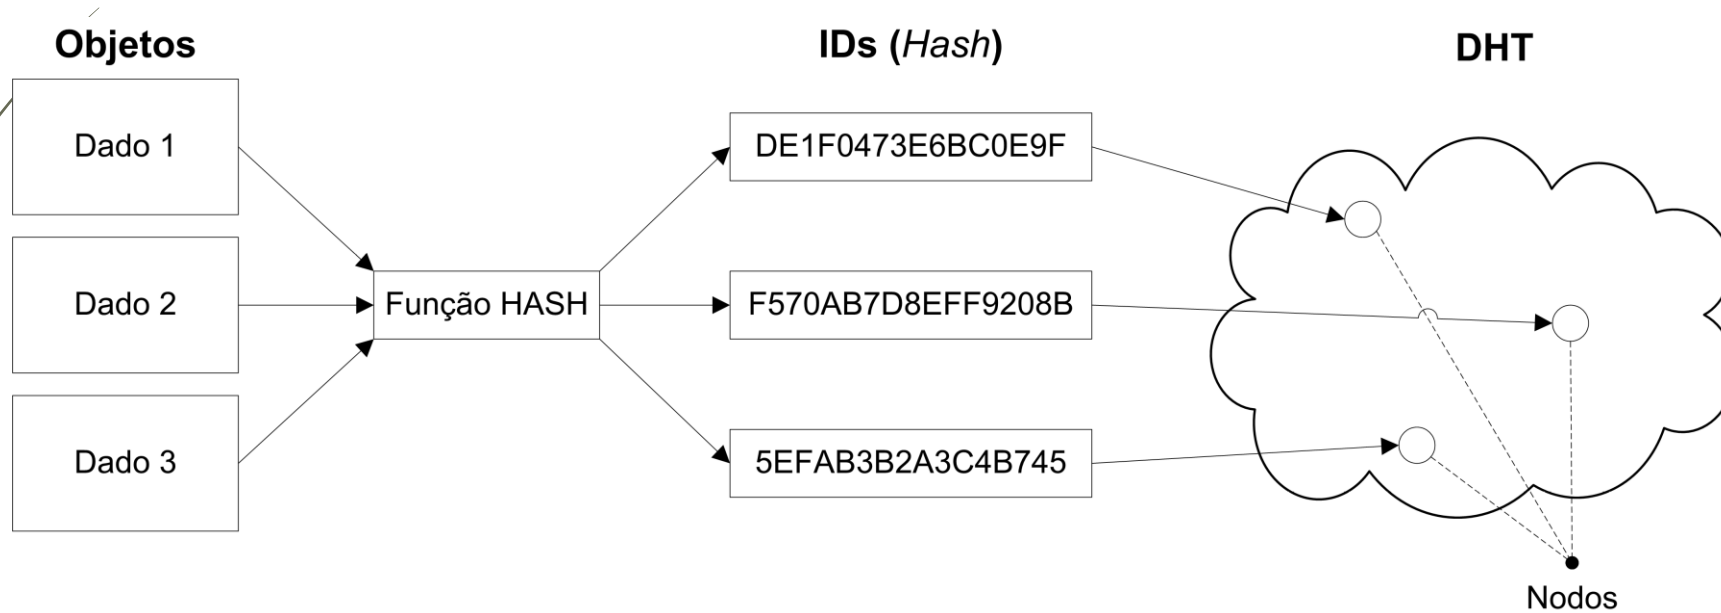 Objetos
IDs (Hash)
DHT
Dado 1
DE1F0473E6BC0E9F
Dado 2
Função HASH
F570AB7D8EFF9208B
Dado 3
5EFAB3B2A3C4B745
Nodos